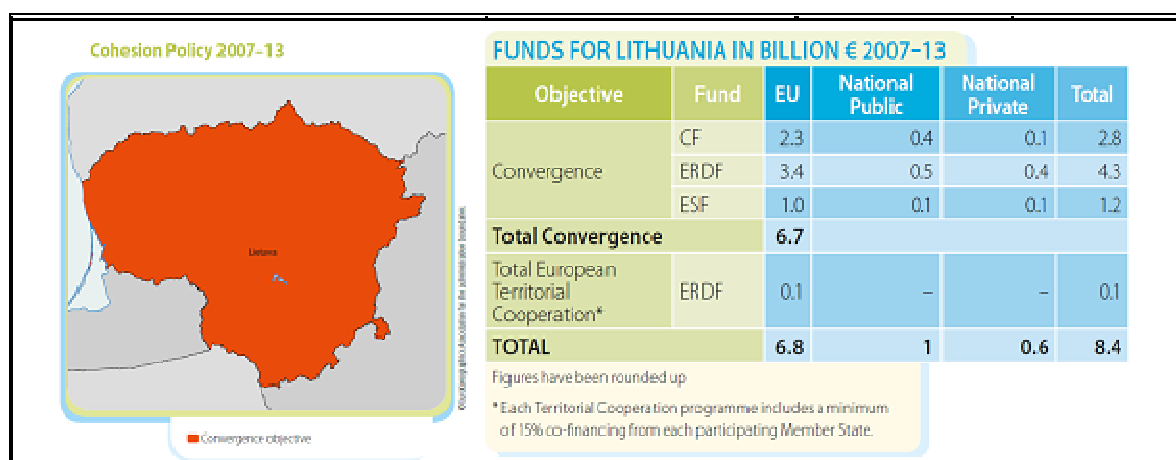 Cohesion Policy 2007–13
Lietuva
Convergence objective
FUNDS FOR LITHUANIA IN BILLION € 2007–13
Objective Fund EU National Public National Private Total
Convergence
CF 2.3 0.4 0.1 2.8
ERDF 3.4 0.5 0.4 4.3
ESF 1.0 0.1 0.1 1.2
Total Convergence 6.7
Total European
Territorial
Cooperation*
ERDF 0.1 – – 0.1
TOTAL 6.8 1 0.6 8.4
Figures have been rounded up
* Each Territorial Cooperation programme includes a minimum
of 15% co-financing from each participating Member State.